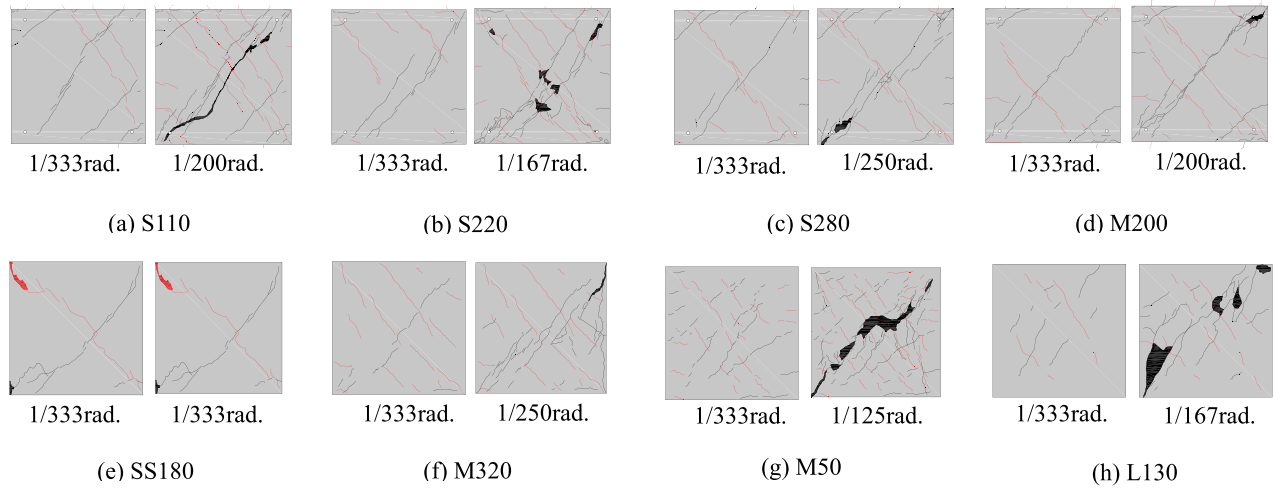 1/333rad. 1/200rad. 1/333rad. 1/167rad. 1/333rad. 1/250rad. 1/333rad. 1/200rad.
(a) S110 (b) S220 (c) S280 (d) M200
1/333rad. 1/333rad. 1/333rad. 1/250rad. 1/333rad. 1/125rad. 1/333rad. 1/167rad.
(e) SS180 (f) M320 (g) M50 (h) L130